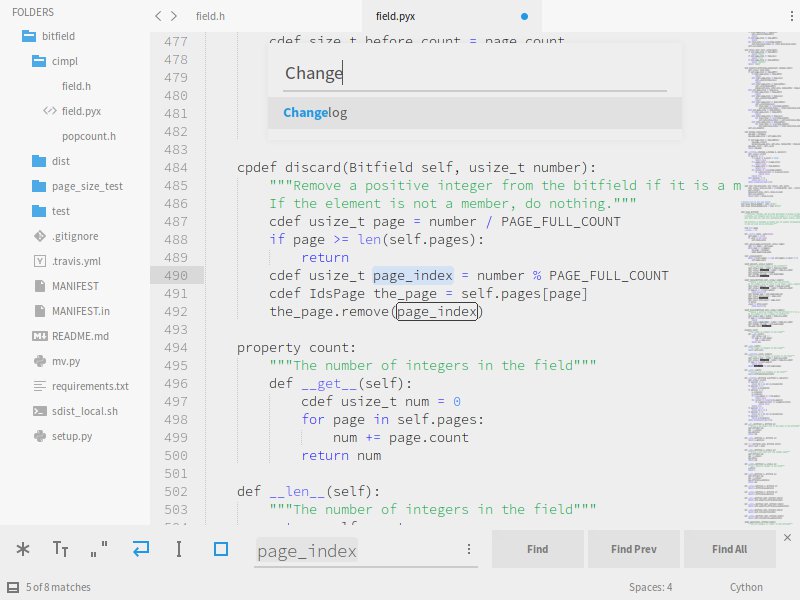 FOLDERS
bitfield
cimpl
field.h
<> field.pyx
popcount.h
dist
page_size_test
test
.gitignore
.travis.yml
MANIFEST
MANIFEST.in
README.md
mv.py
requirements.txt
sdist_local.sh
setup.py
field.h
field.pyx
477 cdef size_t before_count = page.count
478
479
480
481
482
483
Change
Changelog
484 cpdef discard(Bitfield self, usize_t number):
485 """Remove a positive integer from the bitfield if it is a m
486 If the element is not a member, do nothing."""
487 cdef usize_t page = number / PAGE_FULL_COUNT
488 if page >= len(self.pages):
489 return
490 cdef usize_t page_index = number % PAGE_FULL_COUNT
491 cdef IdsPage the_page = self.pages[page]
492 the_page.remove(page_index)
493
494 property count:
495 """The number of integers in the field"""
496 def __get__(self):
497 cdef usize_t num = 0
498 for page in self.pages:
499 num += page.count
500 return num
501
502 def __len__(self):
503 """The number of integers in the field"""
page_index
Find
Find Prev
Find All
5 of 8 matches
Spaces: 4
Cython